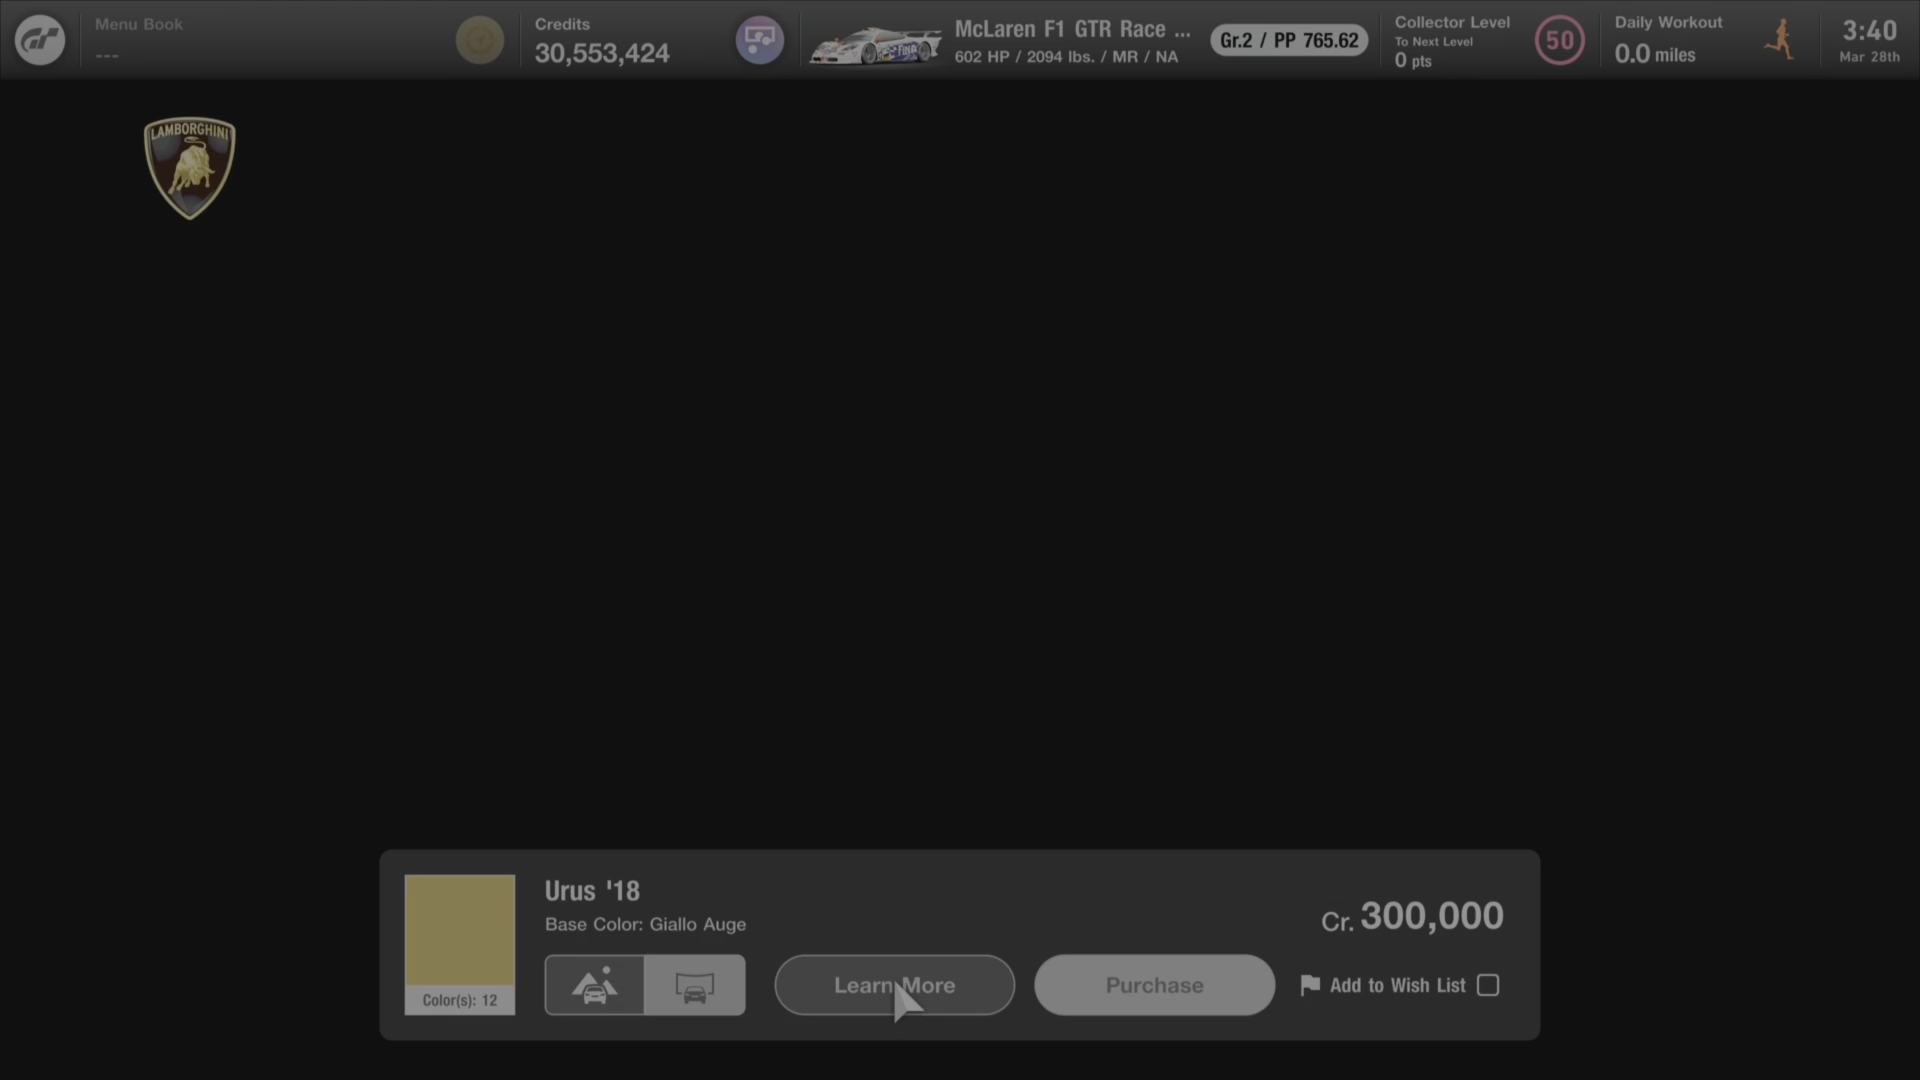 Menu Book
---
Credits
30,553,424
McLaren F1 GTR Race ...
602 HP / 2094 lbs. / MR / NA
FINA
Gr.2 / PP 765.62
Collector Level
To Next Level
0 pts
50
Daily Workout
0.0 miles
3:40
Mar 28th
LAMBORGHINI
Urus '18
Base Color: Giallo Auge
Color(s): 12
Learn More
Purchase
Cr. 300,000
Add to Wish List